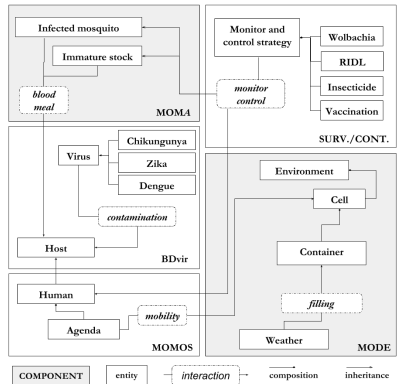 Infected mosquito
Immature stock
blood
meal
MOMA
Monitor and
control strategy
Wolbachia
RIDL
Insecticide
Vaccination
monitor
control
SURV./CONT.
Virus
Chikungunya
Zika
Dengue
contamination
Host
BDvir
Environment
Cell
Container
filling
Weather
MODE
Human
Agenda
mobility
MOMOS
COMPONENT
entity
interaction
composition
inheritance